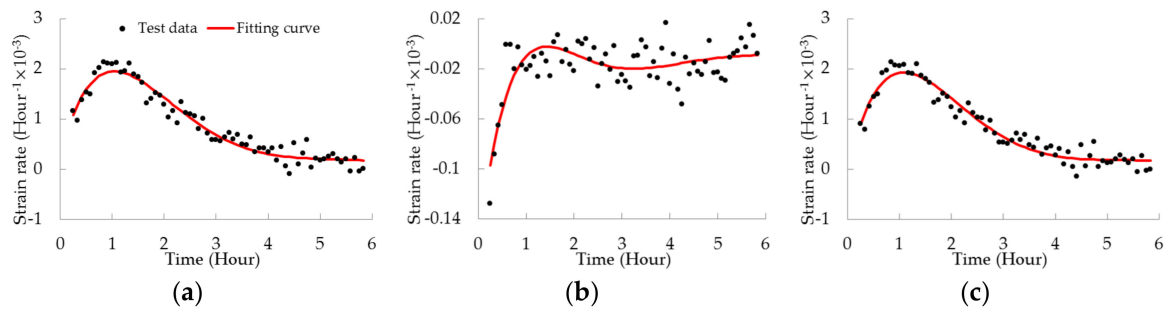 Test data Fitting curve
Strain rate (Hour⁻¹ ×10⁻³)
3
2
1
0
-1
0 1 2 3 4 5 6
Time (Hour)
(a)
Strain rate (Hour⁻¹ ×10⁻³)
0.02
-0.02
-0.06
-0.1
-0.14
0 1 2 3 4 5 6
Time (Hour)
(b)
Strain rate (Hour⁻¹ ×10⁻³)
3
2
1
0
-1
0 1 2 3 4 5 6
Time (Hour)
(c)